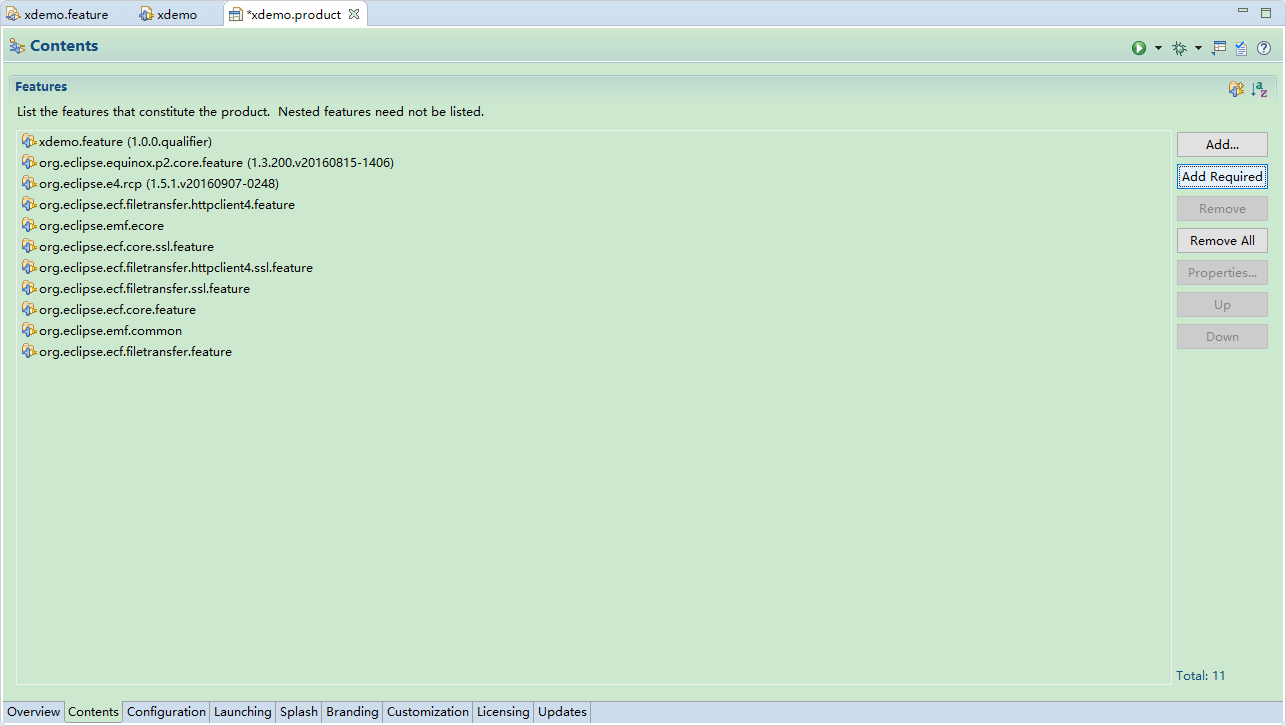 xdemo.feature xdemo *xdemo.product
Contents
Features
List the features that constitute the product.  Nested features need not be listed.
xdemo.feature (1.0.0.qualifier)
org.eclipse.equinox.p2.core.feature (1.3.200.v20160815-1406)
org.eclipse.e4.rcp (1.5.1.v20160907-0248)
org.eclipse.ecf.filetransfer.httpclient4.feature
org.eclipse.emf.ecore
org.eclipse.ecf.core.ssl.feature
org.eclipse.ecf.filetransfer.httpclient4.ssl.feature
org.eclipse.ecf.filetransfer.ssl.feature
org.eclipse.ecf.core.feature
org.eclipse.emf.common
org.eclipse.ecf.filetransfer.feature
Add...
Add Required
Remove
Remove All
Properties...
Up
Down
Total: 11
Overview Contents Configuration Launching Splash Branding Customization Licensing Updates